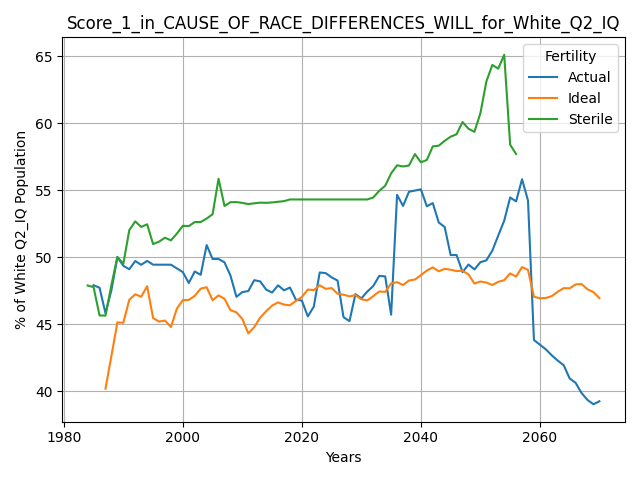 Score_1_in_CAUSE_OF_RACE_DIFFERENCES_WILL_for_White_Q2_IQ
Fertility
Actual
Ideal
Sterile
% of White Q2_IQ Population
65
60
55
50
45
40
1980
2000
2020
2040
2060
Years